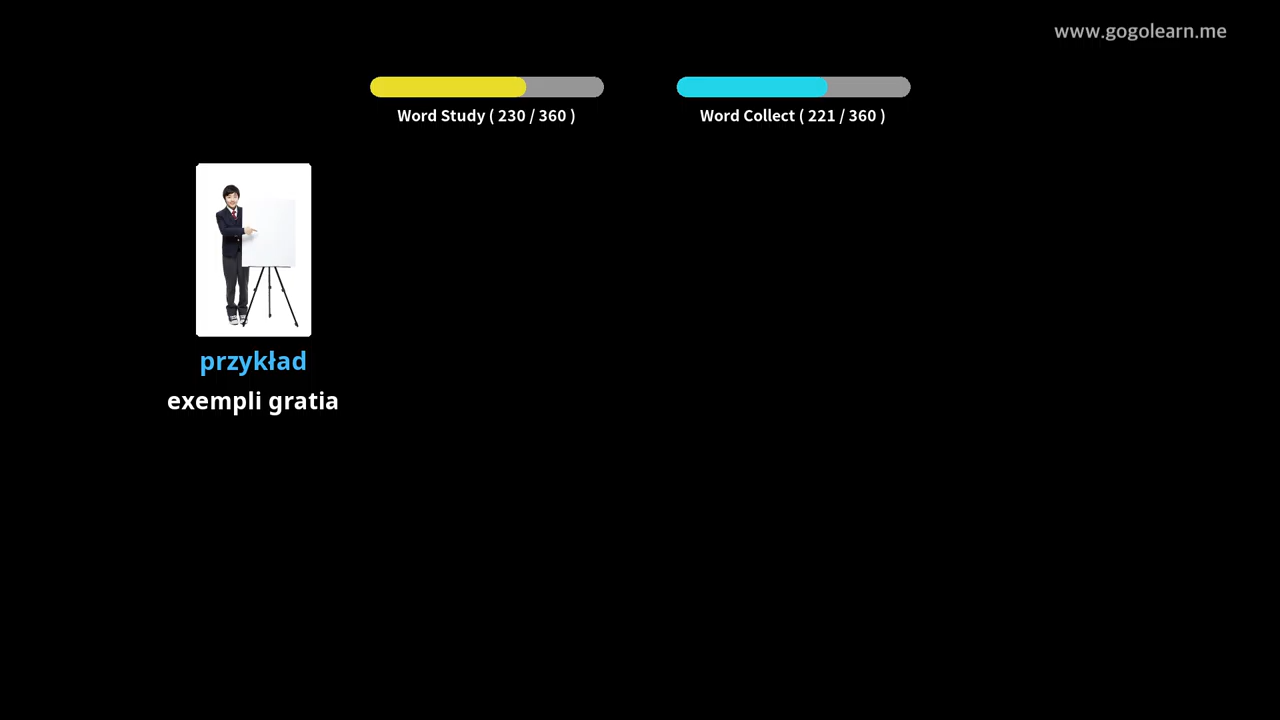 www.gogolearn.me
Word Study ( 230 / 360 )
Word Collect ( 221 / 360 )
przykład
exempli gratia